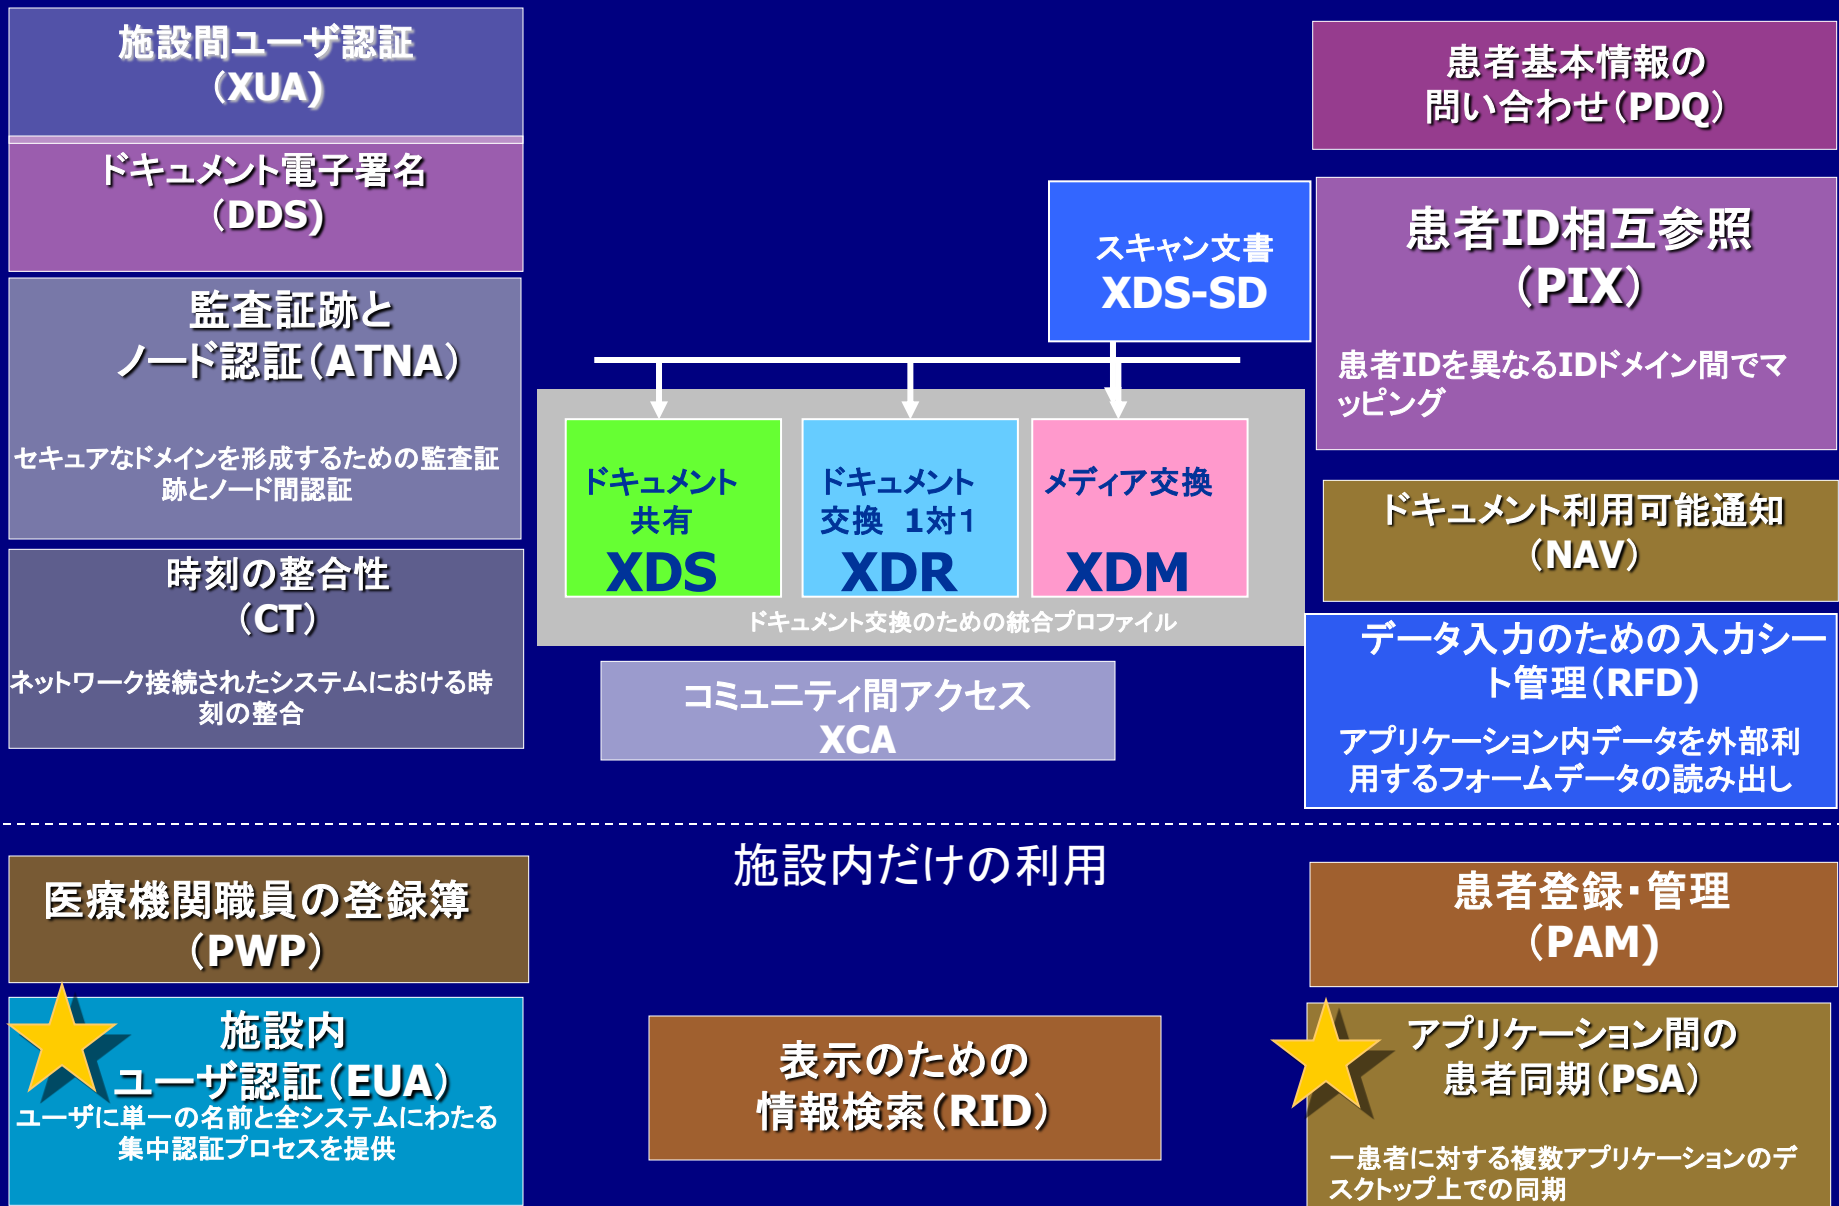 施設間ユーザ認証
（XUA)
ドキュメント電子署名
（DDS)
監査証跡と
ノード認証（ATNA）
セキュアなドメインを形成するための監査証
跡とノード間認証
時刻の整合性
（CT）
ネットワーク接続されたシステムにおける時
刻の整合
スキャン文書
XDS-SD
ドキュメント
共有
XDS
ドキュメント
交換 1対１
XDR
メディア交換
XDM
ドキュメント交換のための統合プロファイル
コミュニティ間アクセス
XCA
患者基本情報の
問い合わせ（PDQ）
患者ID相互参照
（PIX）
患者IDを異なるIDドメイン間でマ
ッピング
ドキュメント利用可能通知
（NAV）
データ入力のための入力シー
ト管理（RFD)
アプリケーション内データを外部利
用するフォームデータの読み出し
施設内だけの利用
医療機関職員の登録簿
（PWP）
施設内
ユーザ認証（EUA）
ユーザに単一の名前と全システムにわたる
集中認証プロセスを提供
表示のための
情報検索（RID）
患者登録・管理
（PAM)
アプリケーション間の
患者同期（PSA）
一患者に対する複数アプリケーションのデ
スクトップ上での同期